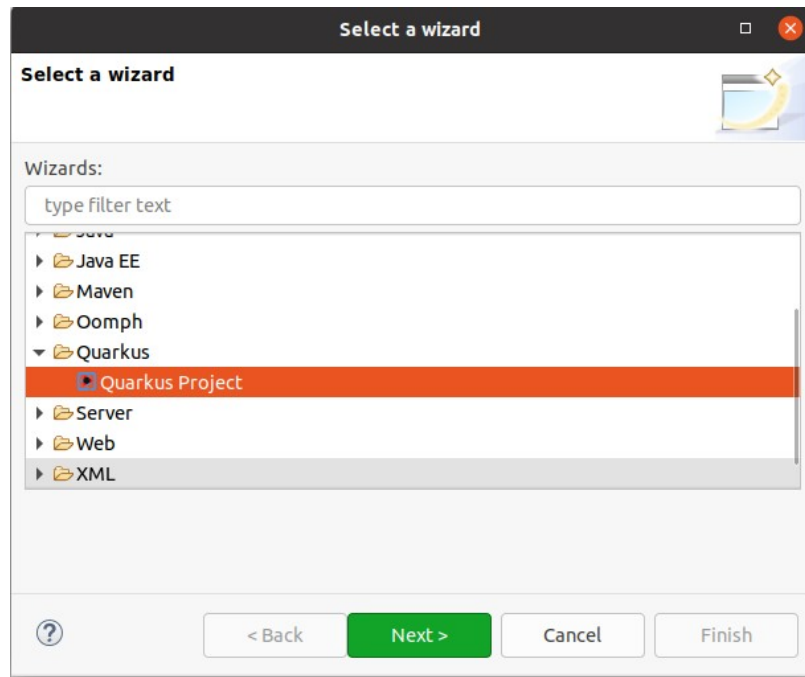 Select a wizard
Select a wizard
Wizards:
type filter text
Java
Java EE
Maven
Oomph
Quarkus
Quarkus Project
Server
Web
XML
?
< Back Next > Cancel Finish